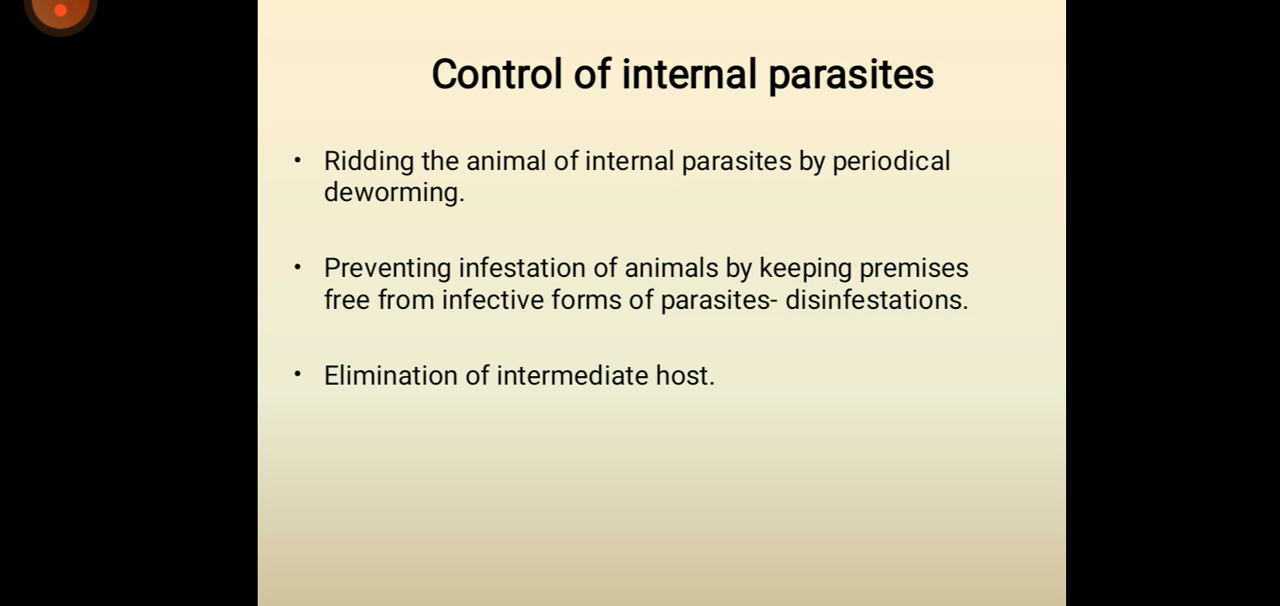 Control of internal parasites
• Ridding the animal of internal parasites by periodical
deworming.
• Preventing infestation of animals by keeping premises
free from infective forms of parasites- disinfestations.
• Elimination of intermediate host.